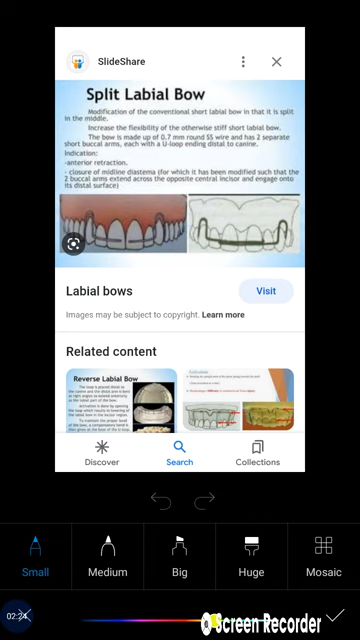 SlideShare
Split Labial Bow
Modification of the conventional short labial bow in that it is split
in the middle.
Increase the flexibility of the otherwise stiff short labial bow.
The bow is made up of 0.7 mm round SS wire and has 2 separate
short buccal arms, each with a U-loop ending distal to canine.
Indication:
-anterior retraction.
- closure of midline diastema (for which it has been modified such that the
2 buccal arms extend across the opposite central incisor and engage onto
its distal surface)
Labial bows
Visit
Images may be subject to copyright. Learn more
Related content
Reverse Labial Bow
Discover
Search
Collections
Small
Medium
Big
Huge
Mosaic
02:24
Screen Recorder